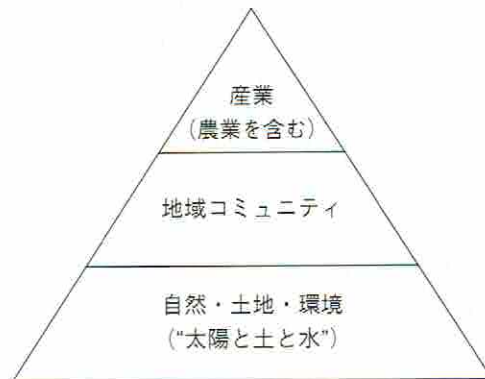 産業
(農業を含む)
地域コミュニティ
自然・土地・環境
(“太陽と土と水”)